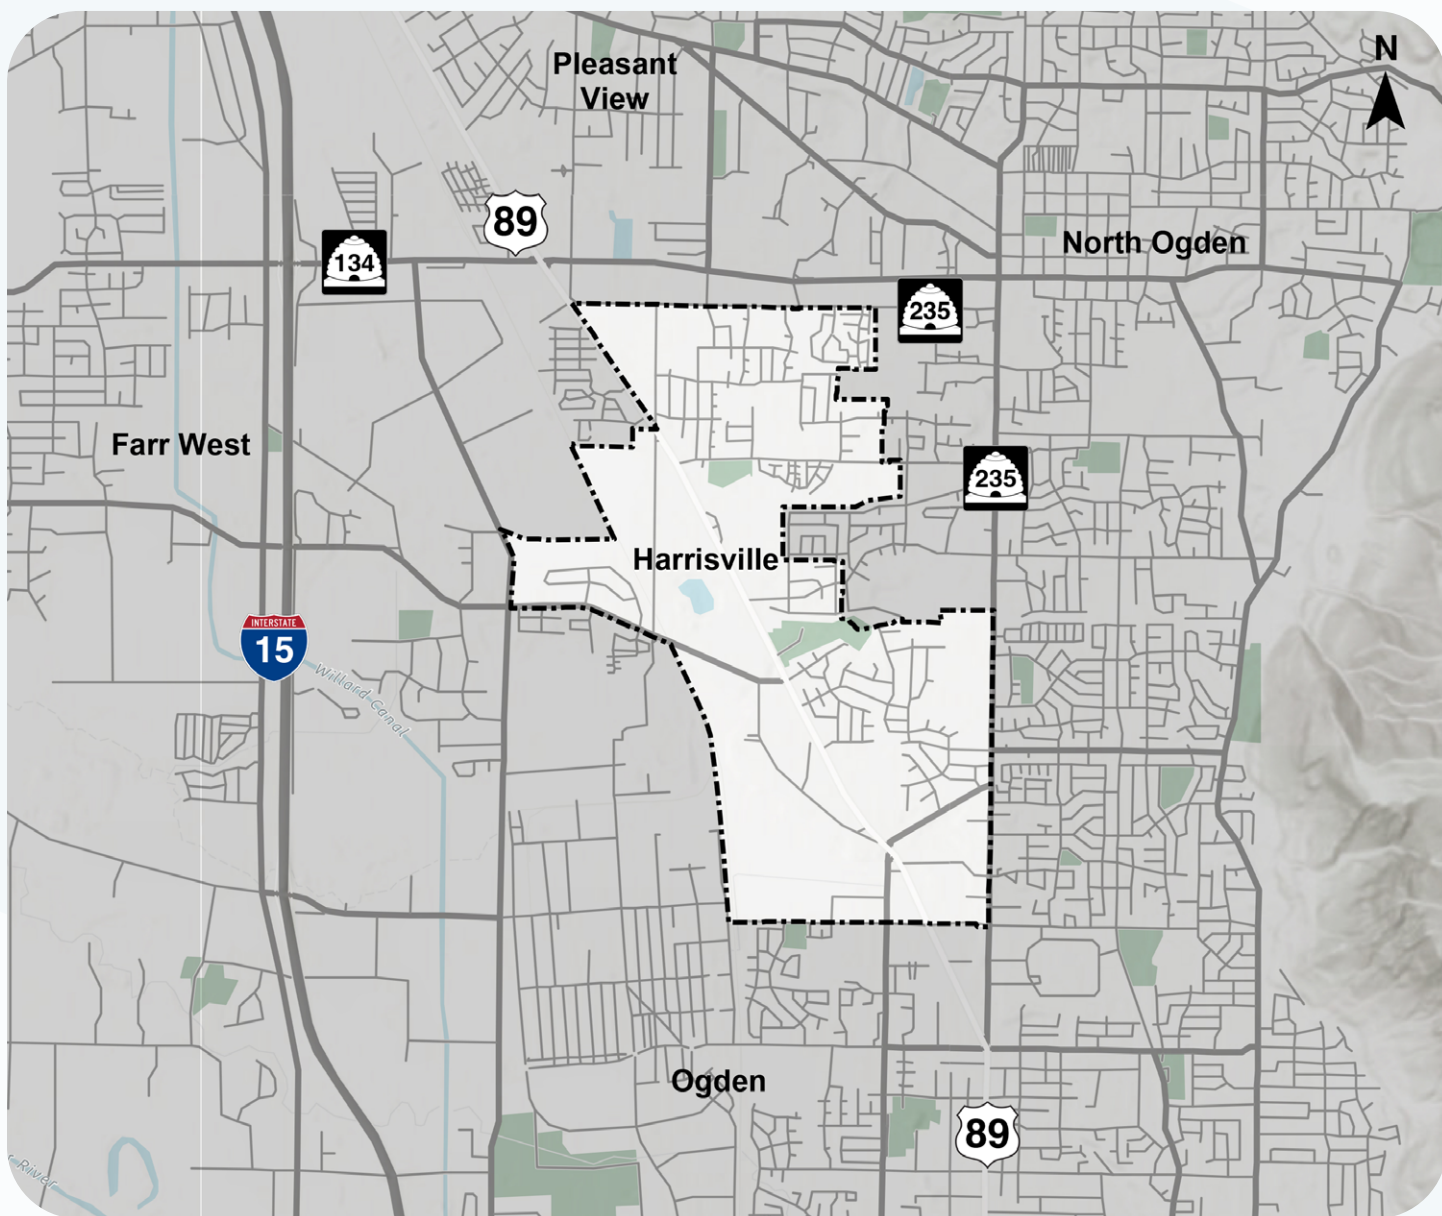 Pleasant
View
N
89
134
North Ogden
235
Farr West
235
Harrisville
INTERSTATE
15
Willard Canal
Ogden
89
River